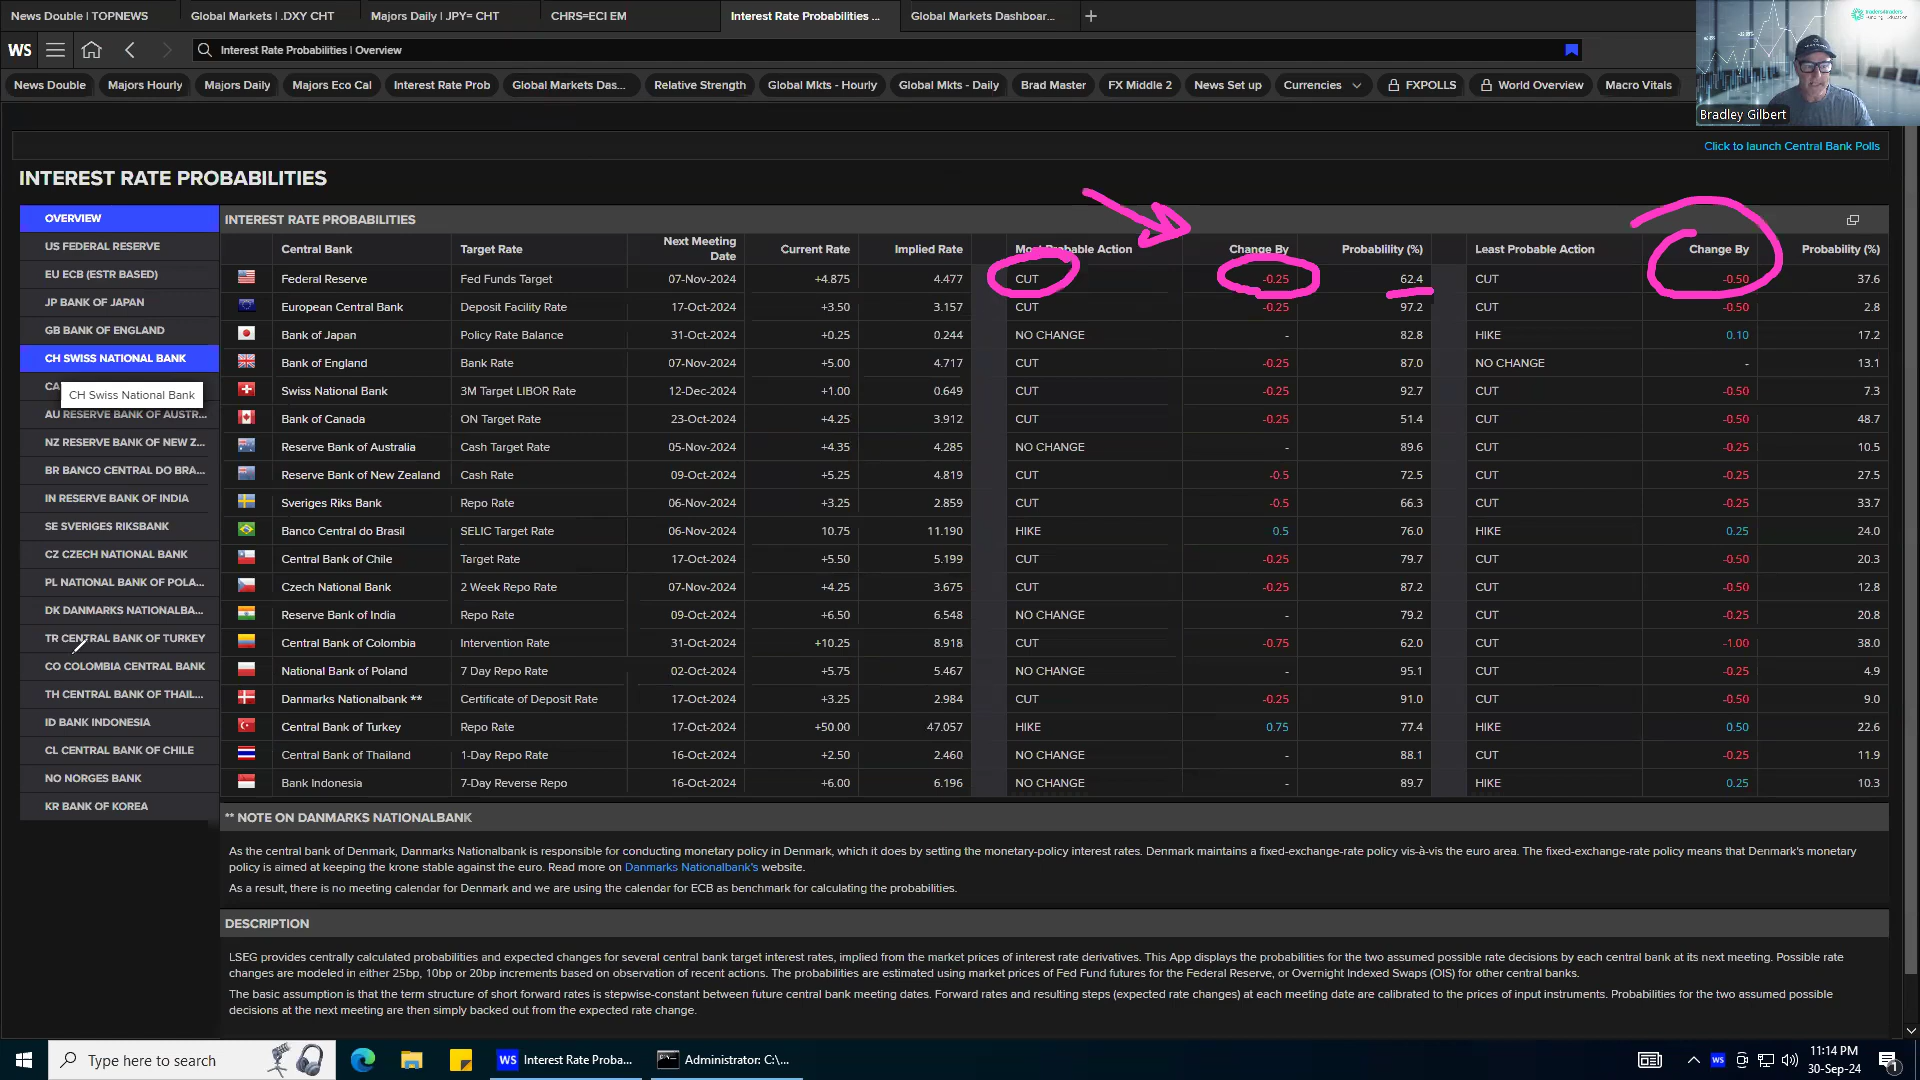 News Double | TOPNEWS
Global Markets | .DXY CHT
Majors Daily | JPY= CHT
CHRS=ECI EM
Interest Rate Probabilities ...
Global Markets Dashboar...
WS
Interest Rate Probabilities | Overview
News Double
Majors Hourly
Majors Daily
Majors Eco Cal
Interest Rate Prob
Global Markets Das...
Relative Strength
Global Mkts - Hourly
Global Mkts - Daily
Brad Master
FX Middle 2
News Set up
Currencies
FXPOLLS
World Overview
Macro Vitals
traders4traders
Bradley Gilbert
Click to launch Central Bank Polls
INTEREST RATE PROBABILITIES
OVERVIEW
US FEDERAL RESERVE
EU ECB (ESTR BASED)
JP BANK OF JAPAN
GB BANK OF ENGLAND
CH SWISS NATIONAL BANK
CA
CH Swiss National Bank
AU RESERVE BANK OF AUSTR...
NZ RESERVE BANK OF NEW Z...
BR BANCO CENTRAL DO BRA...
IN RESERVE BANK OF INDIA
SE SVERIGES RIKSBANK
CZ CZECH NATIONAL BANK
PL NATIONAL BANK OF POLA...
DK DANMARKS NATIONALBA...
TR CENTRAL BANK OF TURKEY
CO COLOMBIA CENTRAL BANK
TH CENTRAL BANK OF THAIL...
ID BANK INDONESIA
CL CENTRAL BANK OF CHILE
NO NORGES BANK
KR BANK OF KOREA
INTEREST RATE PROBABILITIES
Central Bank Target Rate Next Meeting Date Current Rate Implied Rate Most Probable Action Change By Probablility (%) Least Probable Action Change By Probability (%)
Federal Reserve Fed Funds Target 07-Nov-2024 +4.875 4.477 CUT -0.25 62.4 CUT -0.50 37.6
European Central Bank Deposit Facility Rate 17-Oct-2024 +3.50 3.157 CUT -0.25 97.2 CUT -0.50 2.8
Bank of Japan Policy Rate Balance 31-Oct-2024 +0.25 0.244 NO CHANGE - 82.8 HIKE 0.10 17.2
Bank of England Bank Rate 07-Nov-2024 +5.00 4.717 CUT -0.25 87.0 NO CHANGE - 13.1
Swiss National Bank 3M Target LIBOR Rate 12-Dec-2024 +1.00 0.649 CUT -0.25 92.7 CUT -0.50 7.3
Bank of Canada ON Target Rate 23-Oct-2024 +4.25 3.912 CUT -0.25 51.4 CUT -0.50 48.7
Reserve Bank of Australia Cash Target Rate 05-Nov-2024 +4.35 4.285 NO CHANGE - 89.6 CUT -0.25 10.5
Reserve Bank of New Zealand Cash Rate 09-Oct-2024 +5.25 4.819 CUT -0.5 72.5 CUT -0.25 27.5
Sveriges Riks Bank Repo Rate 06-Nov-2024 +3.25 2.859 CUT -0.5 66.3 CUT -0.25 33.7
Banco Central do Brasil SELIC Target Rate 06-Nov-2024 10.75 11.190 HIKE 0.5 76.0 HIKE 0.25 24.0
Central Bank of Chile Target Rate 17-Oct-2024 +5.50 5.199 CUT -0.25 79.7 CUT -0.50 20.3
Czech National Bank 2 Week Repo Rate 07-Nov-2024 +4.25 3.675 CUT -0.25 87.2 CUT -0.50 12.8
Reserve Bank of India Repo Rate 09-Oct-2024 +6.50 6.548 NO CHANGE - 79.2 CUT -0.25 20.8
Central Bank of Colombia Intervention Rate 31-Oct-2024 +10.25 8.918 CUT -0.75 62.0 CUT -1.00 38.0
National Bank of Poland 7 Day Repo Rate 02-Oct-2024 +5.75 5.467 NO CHANGE - 95.1 CUT -0.25 4.9
Danmarks Nationalbank ** Certificate of Deposit Rate 17-Oct-2024 +3.25 2.984 CUT -0.25 91.0 CUT -0.50 9.0
Central Bank of Turkey Repo Rate 17-Oct-2024 +50.00 47.057 HIKE 0.75 77.4 HIKE 0.50 22.6
Central Bank of Thailand 1-Day Repo Rate 16-Oct-2024 +2.50 2.460 NO CHANGE - 88.1 CUT -0.25 11.9
Bank Indonesia 7-Day Reverse Repo 16-Oct-2024 +6.00 6.196 NO CHANGE - 89.7 HIKE 0.25 10.3
** NOTE ON DANMARKS NATIONALBANK
As the central bank of Denmark, Danmarks Nationalbank is responsible for conducting monetary policy in Denmark, which it does by setting the monetary-policy interest rates. Denmark maintains a fixed-exchange-rate policy vis-à-vis the euro area. The fixed-exchange-rate policy means that Denmark's monetary
policy is aimed at keeping the krone stable against the euro. Read more on Danmarks Nationalbank's website.
As a result, there is no meeting calendar for Denmark and we are using the calendar for ECB as benchmark for calculating the probabilities.
DESCRIPTION
LSEG provides centrally calculated probabilities and expected changes for several central bank target interest rates, implied from the market prices of interest rate derivatives. This App displays the probabilities for the two assumed possible rate decisions by each central bank at its next meeting. Possible rate
changes are modeled in either 25bp, 10bp or 20bp increments based on observation of recent actions. The probabilities are estimated using market prices of Fed Fund futures for the Federal Reserve, or Overnight Indexed Swaps (OIS) for other central banks.
The basic assumption is that the term structure of short forward rates is stepwise-constant between future central bank meeting dates. Forward rates and resulting steps (expected rate changes) at each meeting date are calibrated to the prices of input instruments. Probabilities for the two assumed possible
decisions at the next meeting are then simply backed out from the expected rate change.
Type here to search
WS Interest Rate Proba...
Administrator: C:\...
WS
11:14 PM
30-Sep-24
1